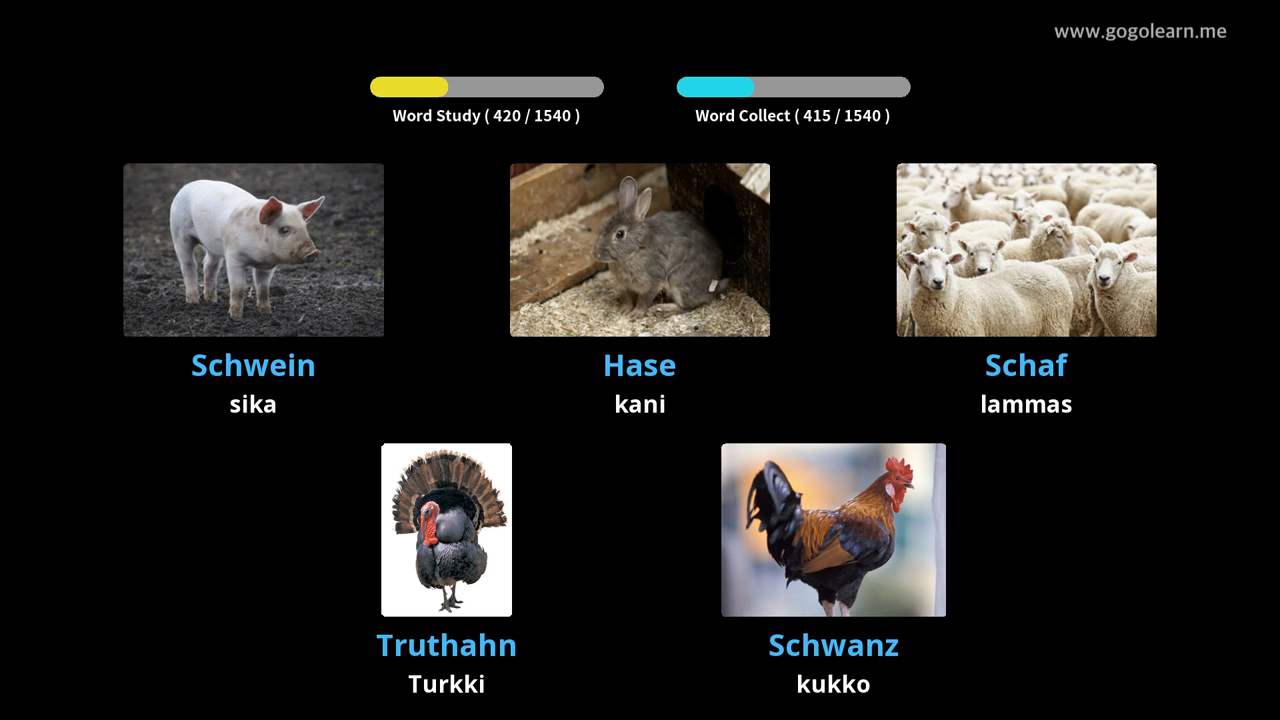 www.gogolearn.me
Word Study ( 420 / 1540 )
Word Collect ( 415 / 1540 )
Schwein
sika
Hase
kani
Schaf
lammas
Truthahn
Turkki
Schwanz
kukko